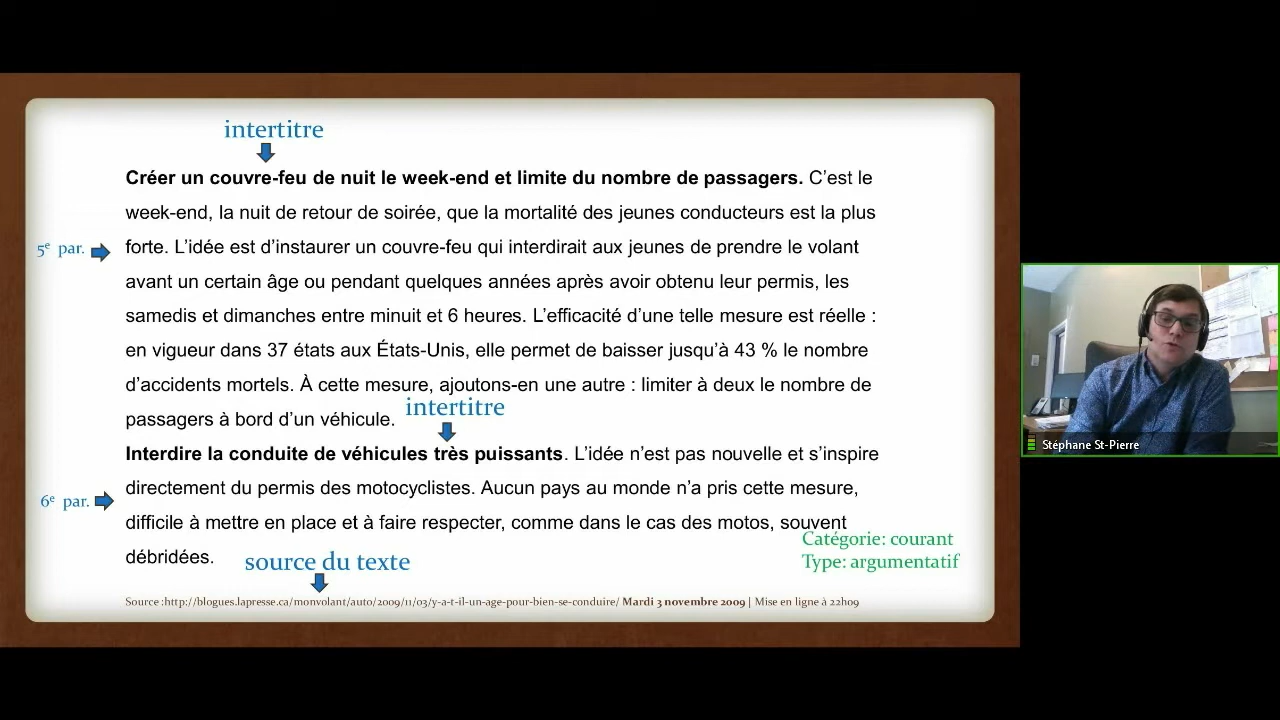 intertitre
Créer un couvre-feu de nuit le week-end et limite du nombre de passagers. C’est le
week-end, la nuit de retour de soirée, que la mortalité des jeunes conducteurs est la plus
5e par.
forte. L’idée est d’instaurer un couvre-feu qui interdirait aux jeunes de prendre le volant
avant un certain âge ou pendant quelques années après avoir obtenu leur permis, les
samedis et dimanches entre minuit et 6 heures. L’efficacité d’une telle mesure est réelle :
en vigueur dans 37 états aux États-Unis, elle permet de baisser jusqu’à 43 % le nombre
d’accidents mortels. À cette mesure, ajoutons-en une autre : limiter à deux le nombre de
passagers à bord d’un véhicule.
intertitre
Interdire la conduite de véhicules très puissants. L’idée n’est pas nouvelle et s’inspire
directement du permis des motocyclistes. Aucun pays au monde n’a pris cette mesure,
6e par.
difficile à mettre en place et à faire respecter, comme dans le cas des motos, souvent
débridées.
Catégorie: courant
Type: argumentatif
source du texte
Source :http://blogues.lapresse.ca/monvolant/auto/2009/11/03/y-a-t-il-un-age-pour-bien-se-conduire/ Mardi 3 novembre 2009 | Mise en ligne à 22h09
Stéphane St-Pierre